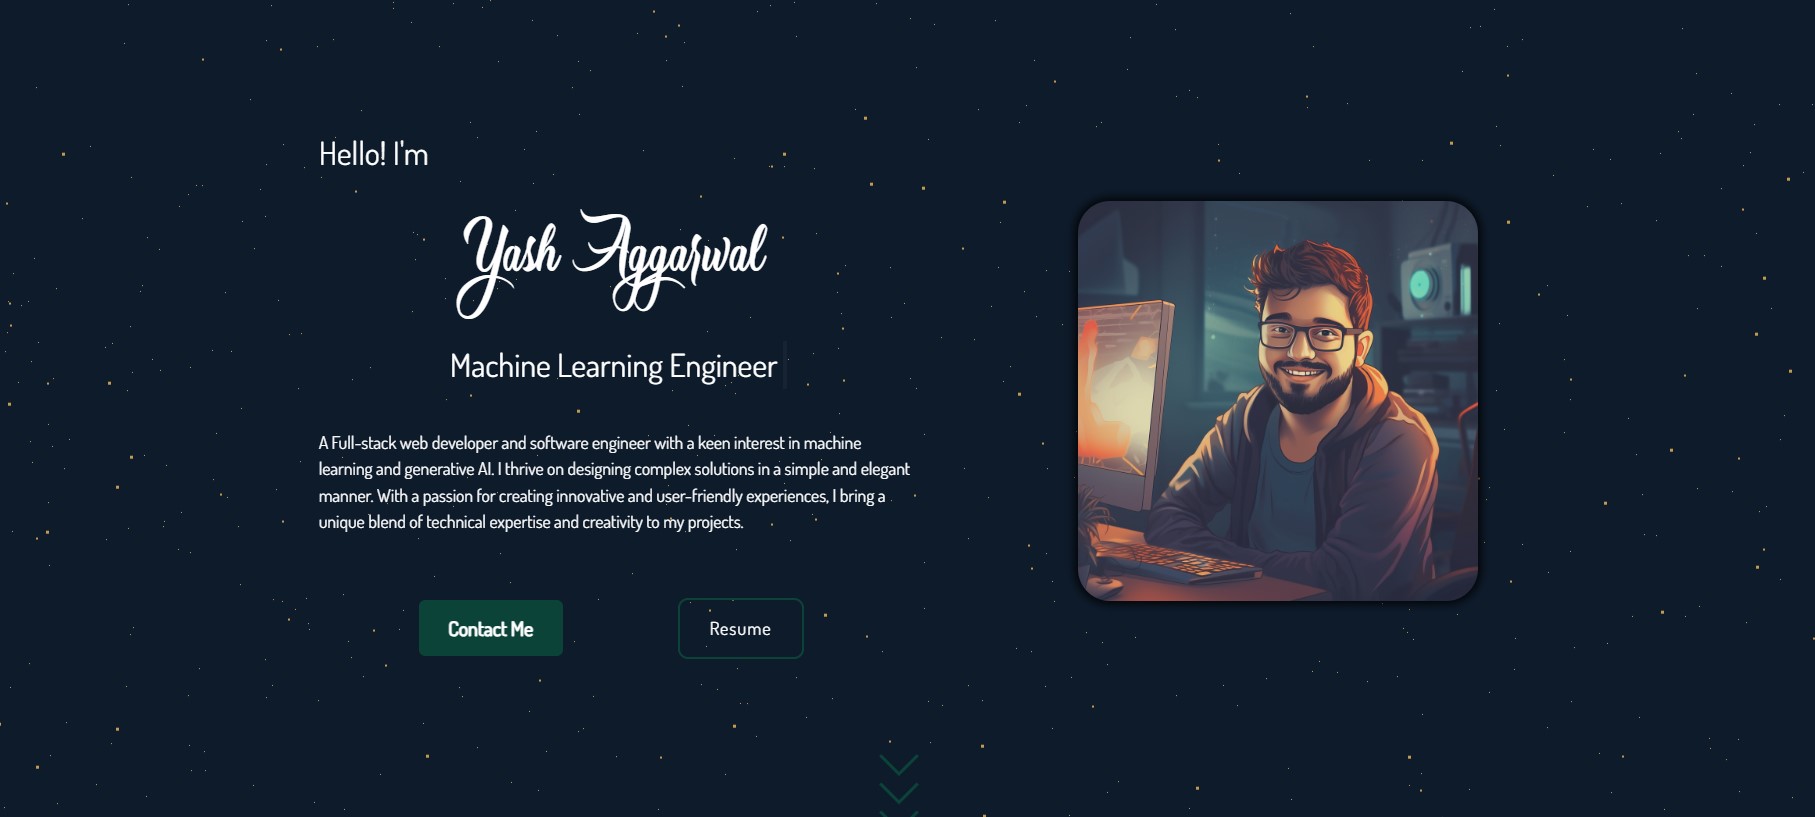 Hello! I'm
Yash Aggarwal
Machine Learning Engineer
A Full-stack web developer and software engineer with a keen interest in machine
learning and generative AI. I thrive on designing complex solutions in a simple and elegant
manner. With a passion for creating innovative and user-friendly experiences, I bring a
unique blend of technical expertise and creativity to my projects.
Contact Me
Resume